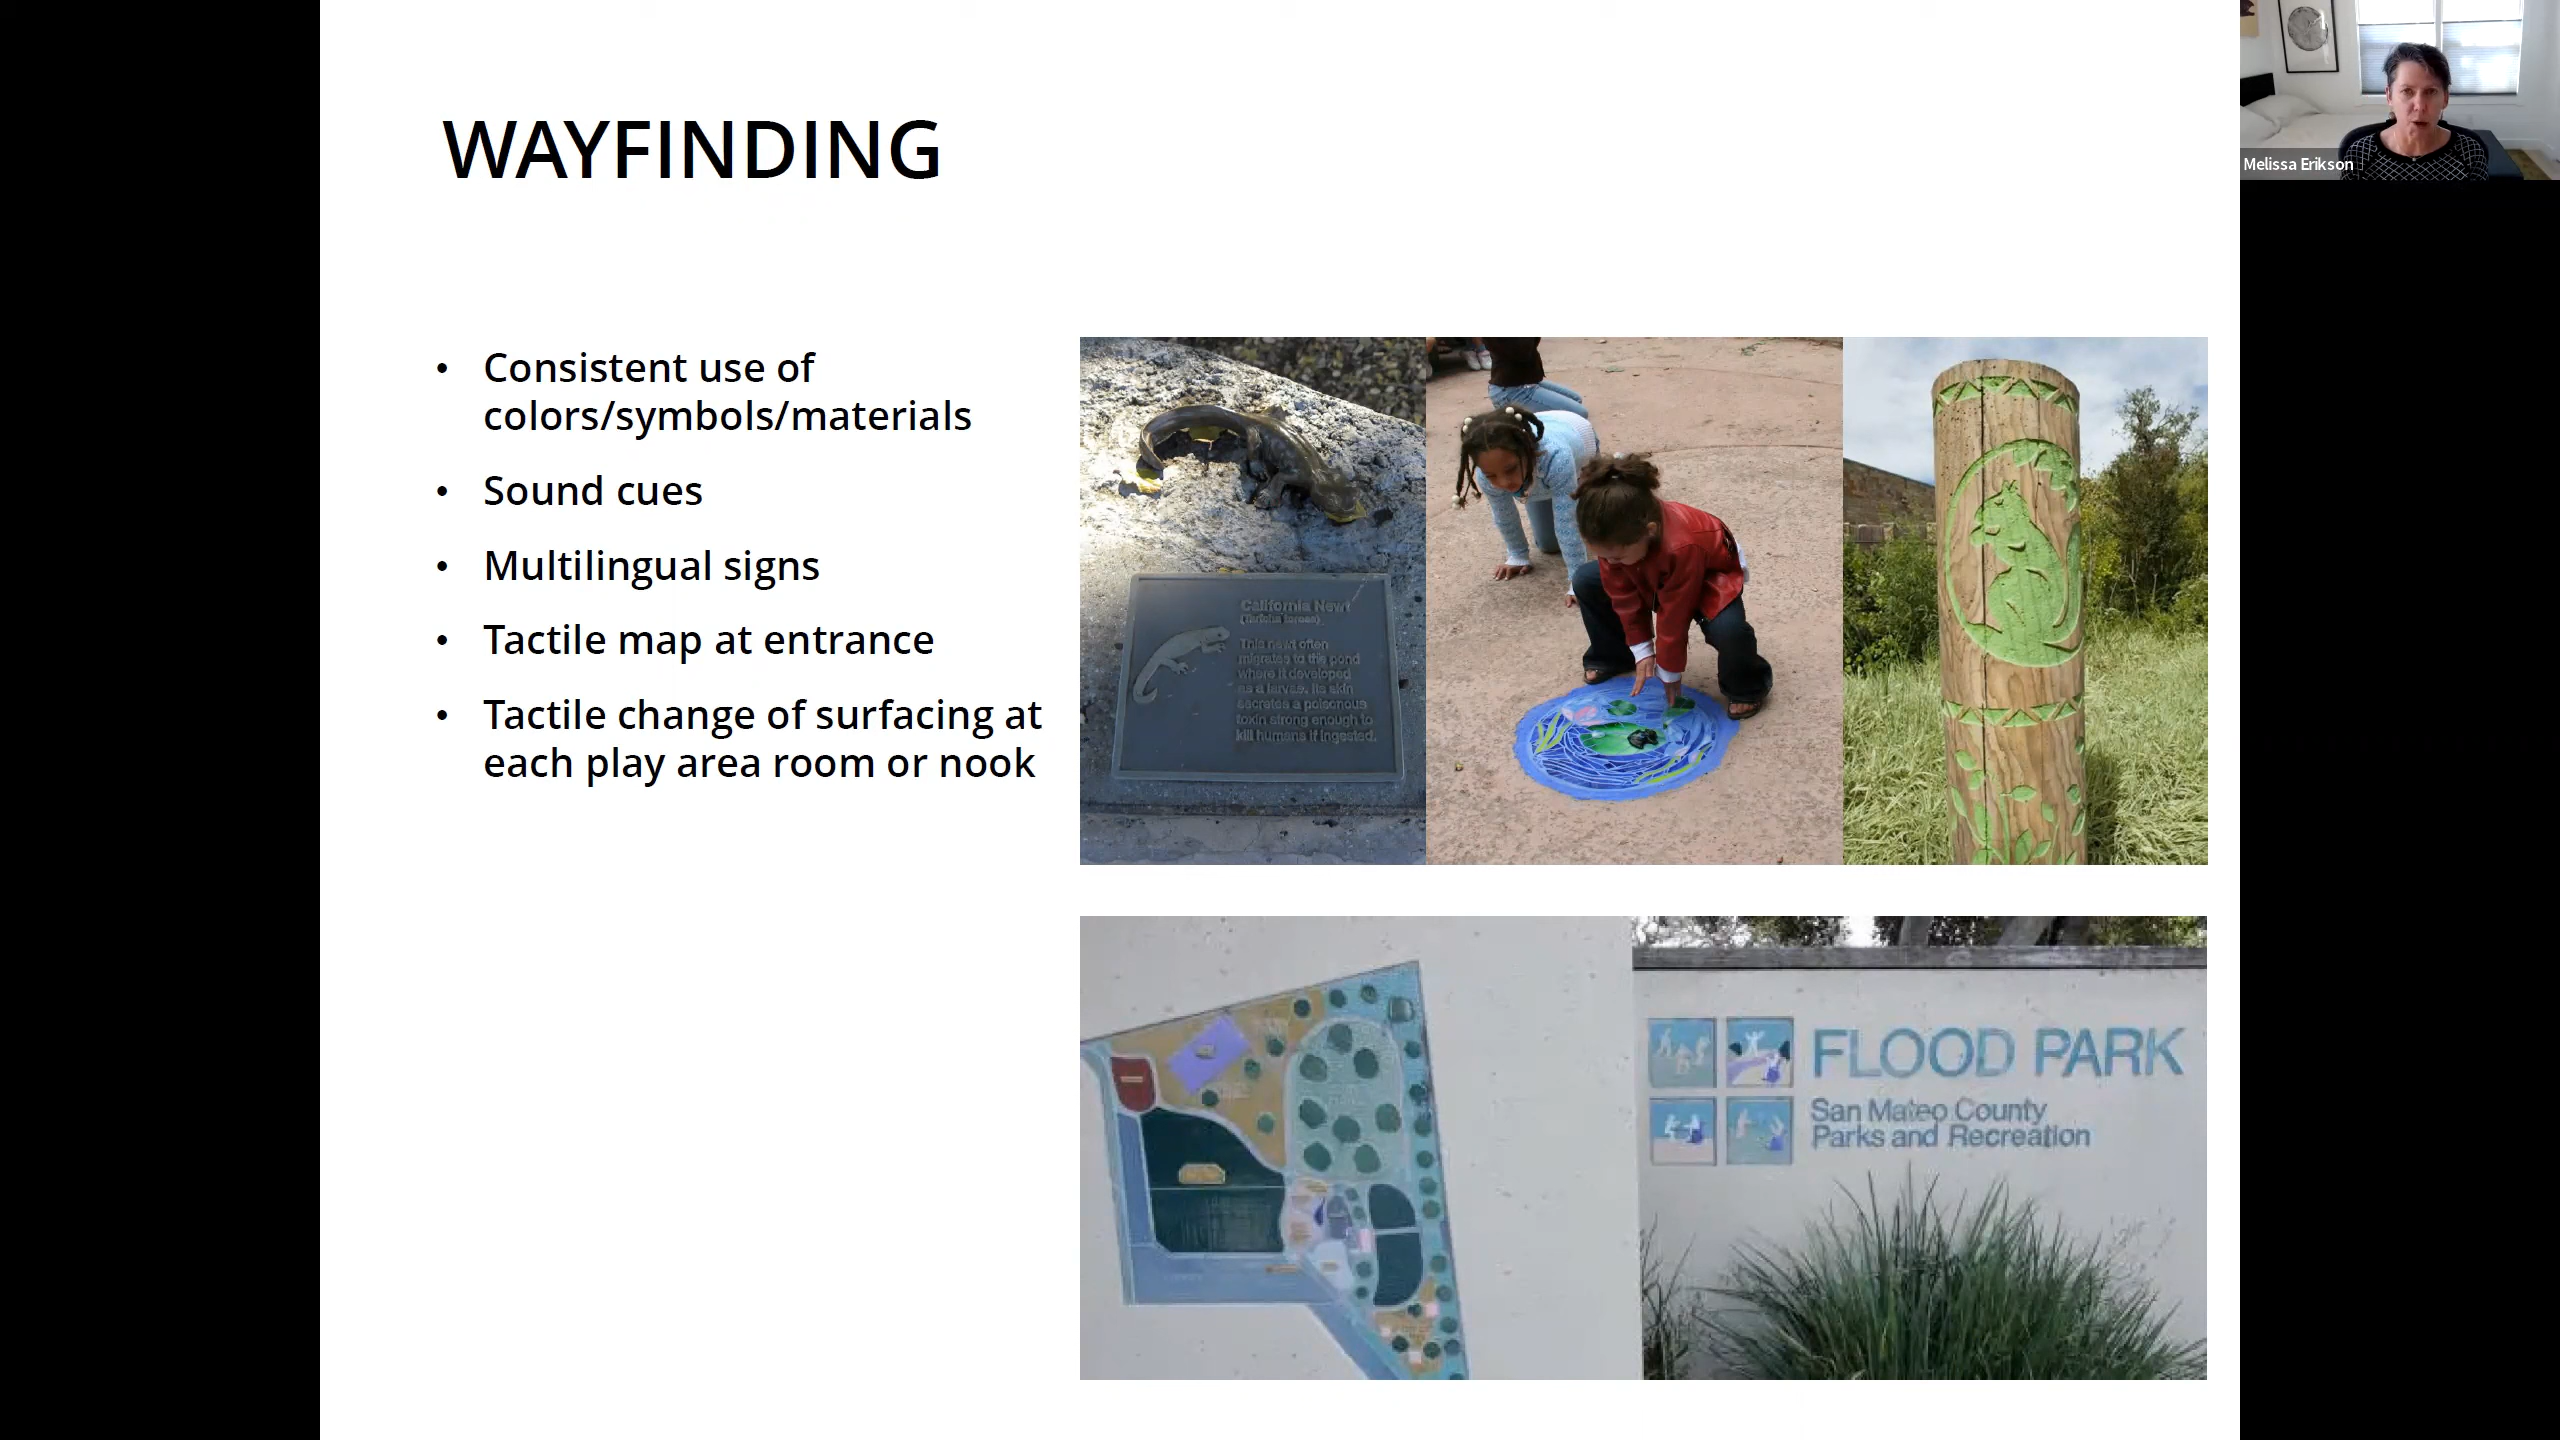 WAYFINDING
Melissa Erikson
• Consistent use of
colors/symbols/materials
• Sound cues
• Multilingual signs
• Tactile map at entrance
• Tactile change of surfacing at
each play area room or nook
California Newt
This newt often
migrates to this pond
where it developed
as a larvae. Its skin
secretes a poisonous
toxin strong enough to
kill humans if ingested.
FLOOD PARK
San Mateo County
Parks and Recreation